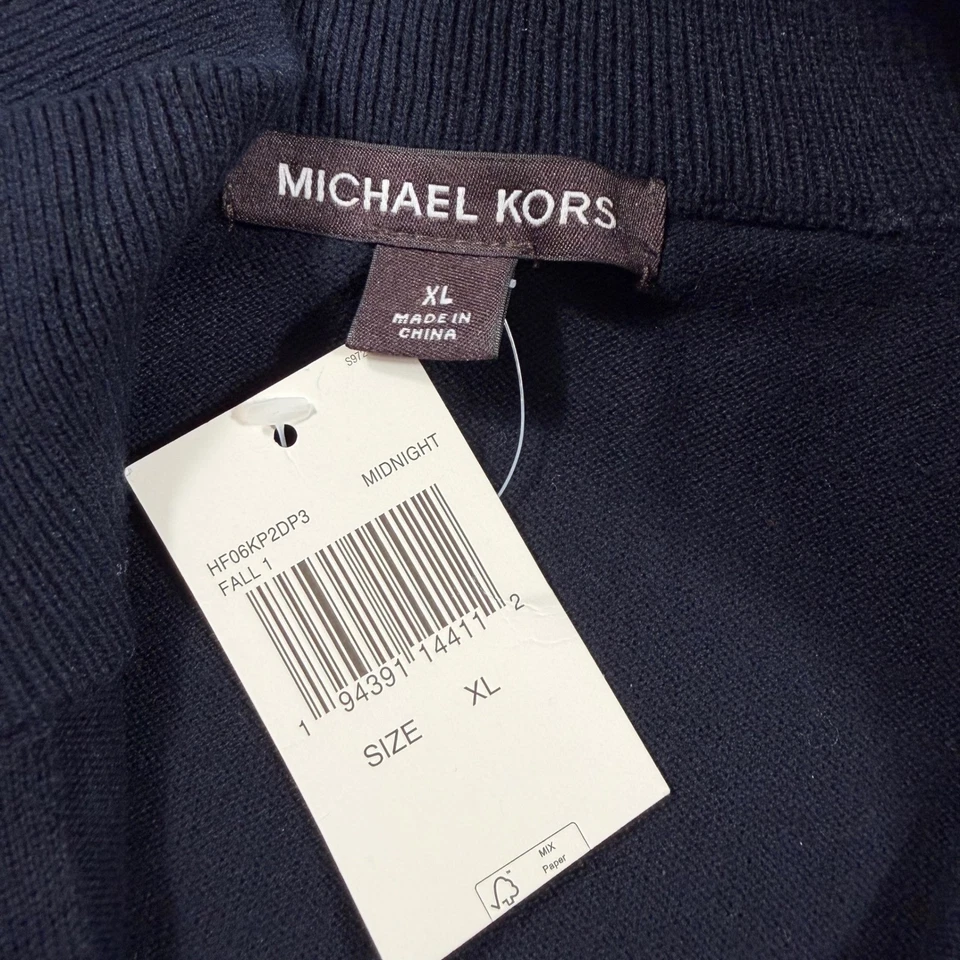 MICHAEL KORS
XL
MADE IN
CHINA
MIDNIGHT
HF06KP2DP3
FALL 1
1 94391 14411 2
SIZE XL
MIX
Paper